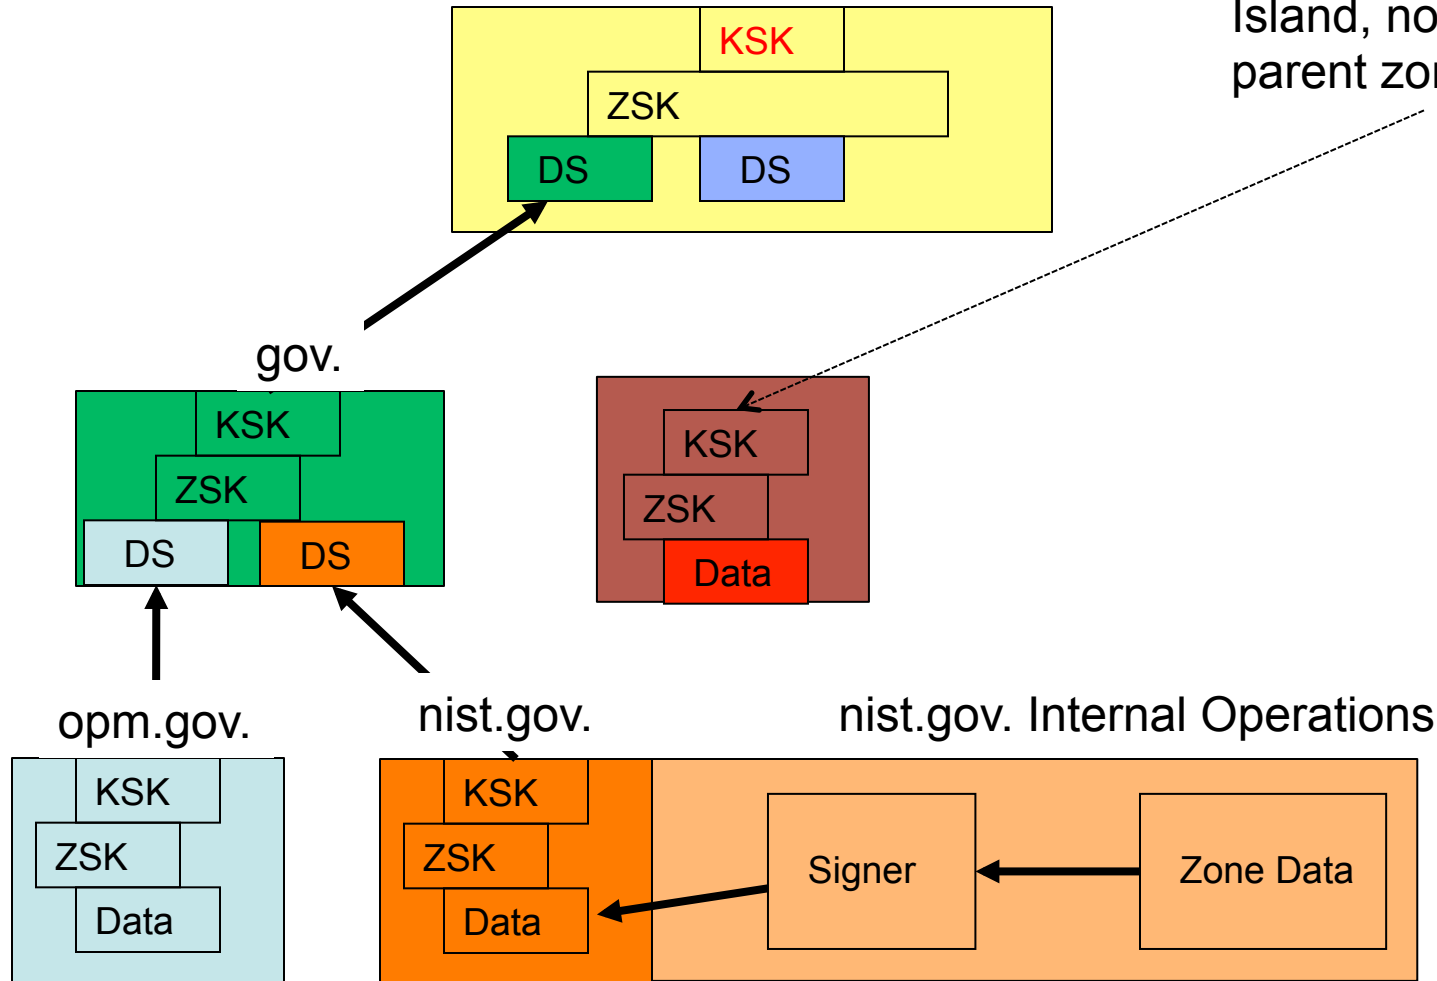 Island, no
parent zo
KSK
ZSK
DS
DS
gov.
KSK
ZSK
DS
DS
KSK
ZSK
Data
opm.gov.
nist.gov.
nist.gov. Internal Operations
KSK
ZSK
Data
KSK
ZSK
Data
Signer
Zone Data